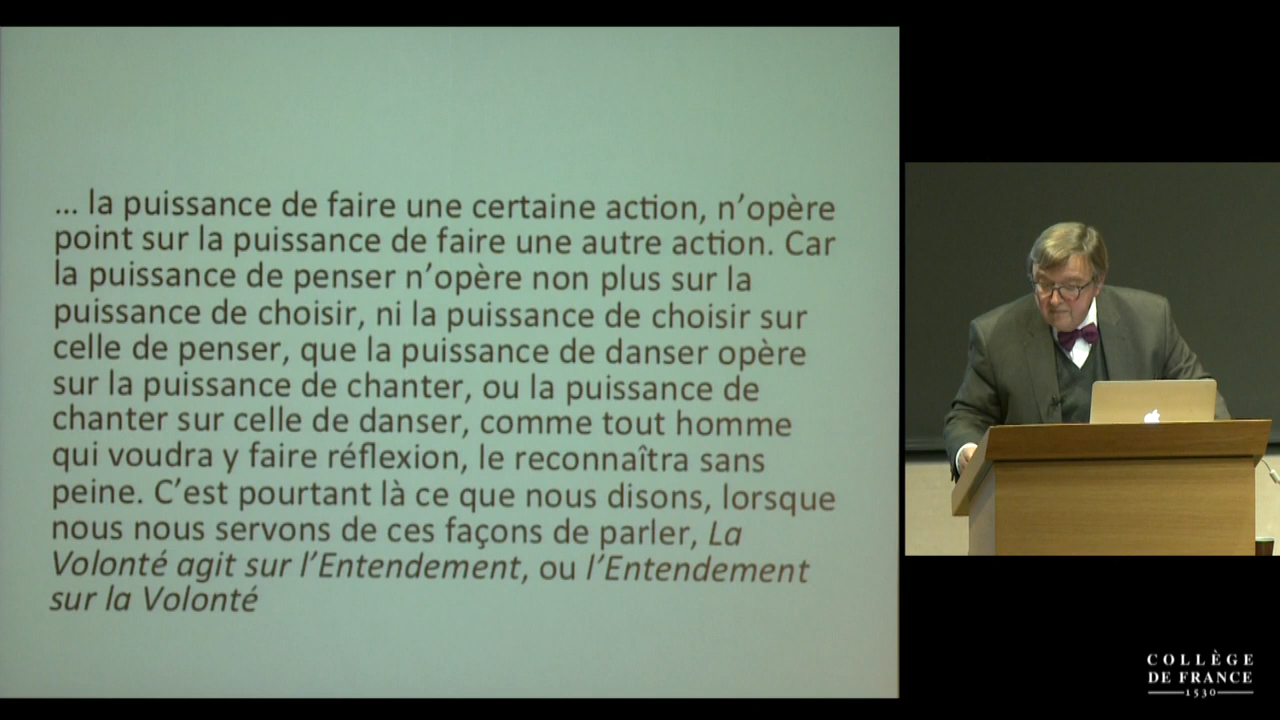 ... la puissance de faire une certaine action, n’opère
point sur la puissance de faire une autre action. Car
la puissance de penser n’opère non plus sur la
puissance de choisir, ni la puissance de choisir sur
celle de penser, que la puissance de danser opère
sur la puissance de chanter, ou la puissance de
chanter sur celle de danser, comme tout homme
qui voudra y faire réflexion, le reconnaîtra sans
peine. C’est pourtant là ce que nous disons, lorsque
nous nous servons de ces façons de parler, La
Volonté agit sur l’Entendement, ou l’Entendement
sur la Volonté
COLLÈGE
DE FRANCE
1530